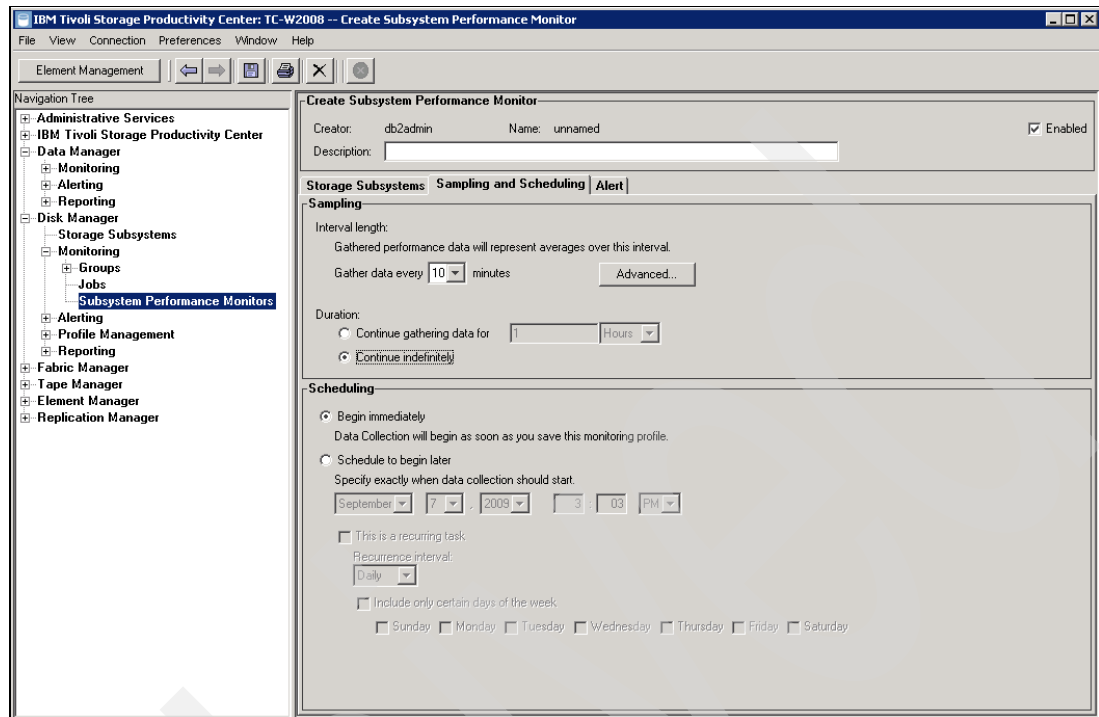 IBM Tivoli Storage Productivity Center: TC-W2008 -- Create Subsystem Performance Monitor
File View Connection Preferences Window Help
Element Management
Navigation Tree
Administrative Services
IBM Tivoli Storage Productivity Center
Data Manager
Monitoring
Alerting
Reporting
Disk Manager
Storage Subsystems
Monitoring
Groups
Jobs
Subsystem Performance Monitors
Alerting
Profile Management
Reporting
Fabric Manager
Tape Manager
Element Manager
Replication Manager
Create Subsystem Performance Monitor
Creator: db2admin Name: unnamed Enabled
Description:
Storage Subsystems Sampling and Scheduling Alert
Sampling
Interval length:
Gathered performance data will represent averages over this interval.
Gather data every 10 minutes Advanced...
Duration:
Continue gathering data for 1 Hours
Continue indefinitely
Scheduling
Begin immediately
Data Collection will begin as soon as you save this monitoring profile.
Schedule to begin later
Specify exactly when data collection should start.
September 7 , 2009 3 : 03 PM
This is a recurring task
Recurrence interval:
Daily
Include only certain days of the week
Sunday Monday Tuesday Wednesday Thursday Friday Saturday